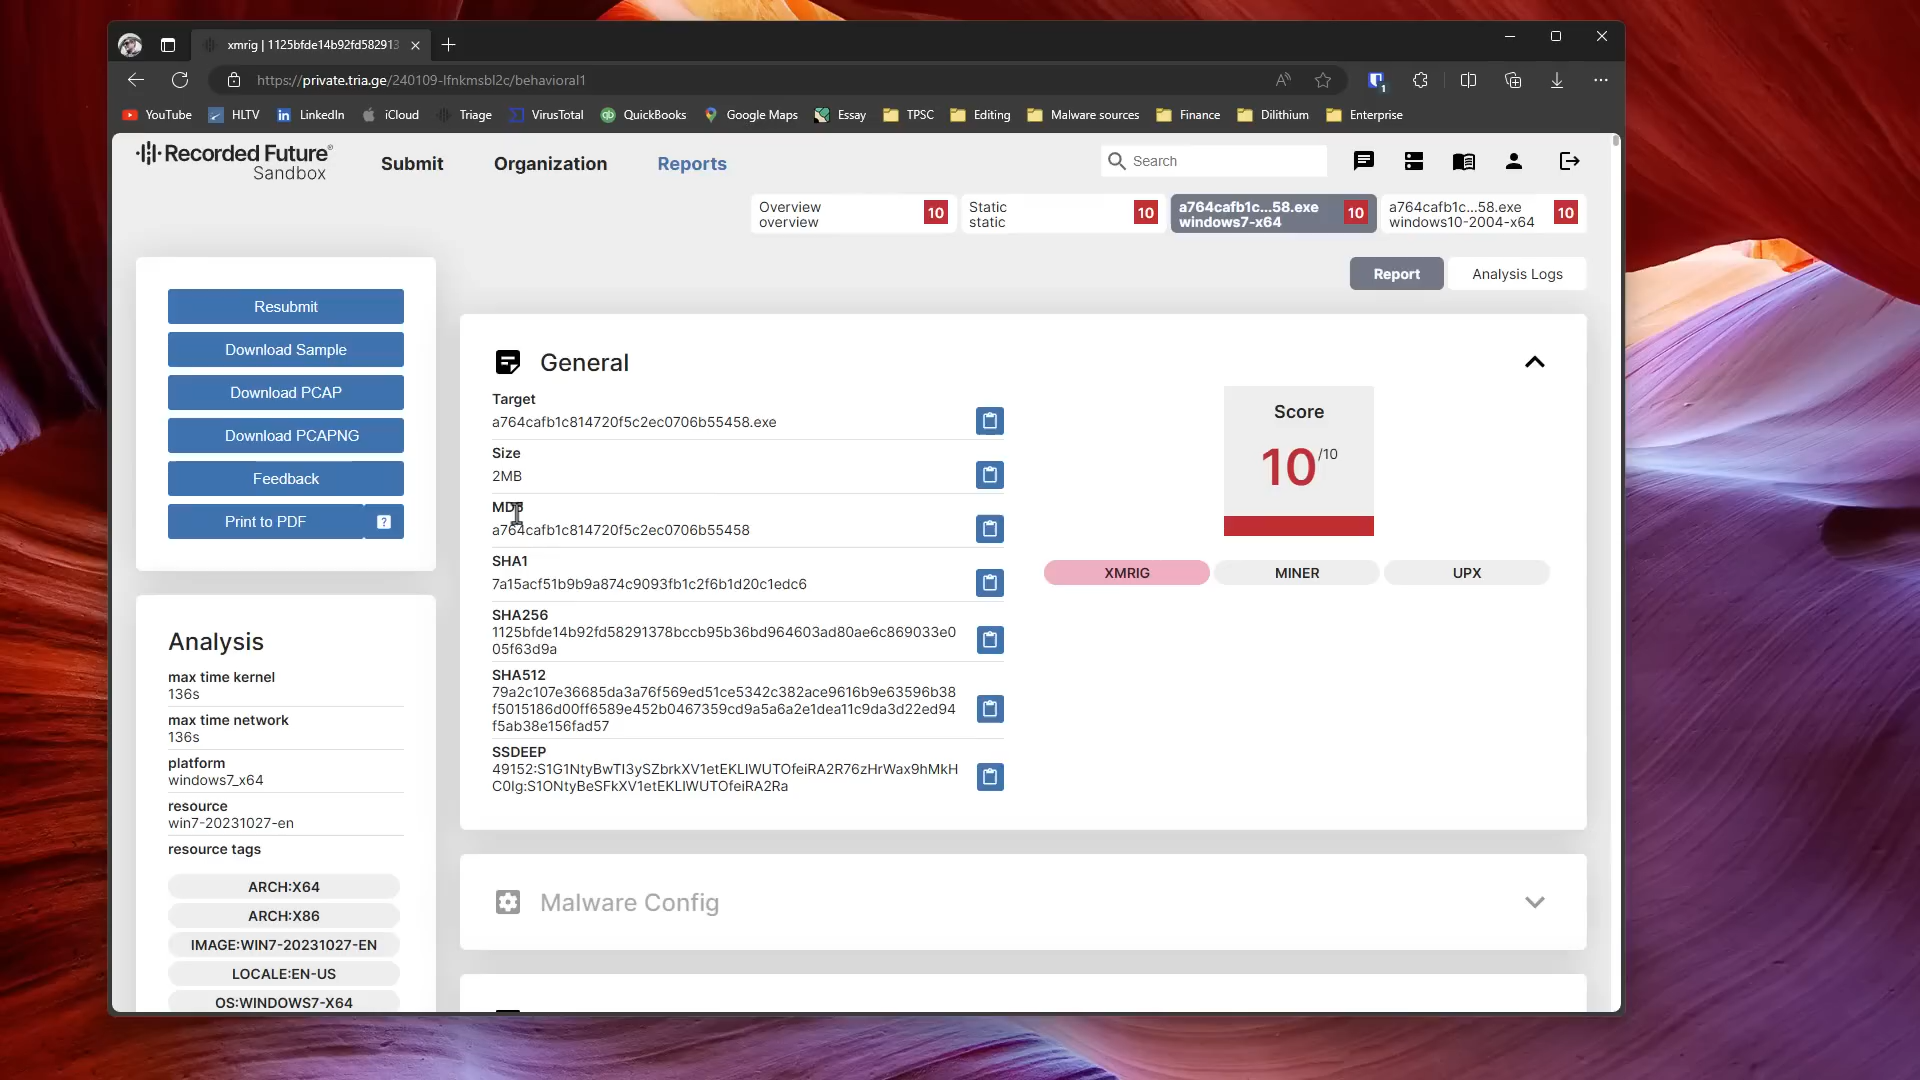 xmrig | 1125bfde14b92fd582913
https://private.tria.ge/240109-lfnkmsbl2c/behavioral1
YouTube HLTV LinkedIn iCloud Triage VirusTotal QuickBooks Google Maps Essay TPSC Editing Malware sources Finance Dilithium Enterprise
Recorded Future®
Sandbox
Submit Organization Reports Search
Overview
overview
10
Static
static
10
a764cafb1c...58.exe
windows7-x64
10
a764cafb1c...58.exe
windows10-2004-x64
10
Report Analysis Logs
Resubmit
Download Sample
Download PCAP
Download PCAPNG
Feedback
Print to PDF ?
Analysis
max time kernel
136s
max time network
136s
platform
windows7_x64
resource
win7-20231027-en
resource tags
ARCH:X64
ARCH:X86
IMAGE:WIN7-20231027-EN
LOCALE:EN-US
OS:WINDOWS7-X64
General
Target
a764cafb1c814720f5c2ec0706b55458.exe
Size
2MB
MD5
a764cafb1c814720f5c2ec0706b55458
SHA1
7a15acf51b9b9a874c9093fb1c2f6b1d20c1edc6
SHA256
1125bfde14b92fd58291378bccb95b36bd964603ad80ae6c869033e0
05f63d9a
SHA512
79a2c107e36685da3a76f569ed51ce5342c382ace9616b9e63596b38
f5015186d00ff6589e452b0467359cd9a5a6a2e1dea11c9da3d22ed94
f5ab38e156fad57
SSDEEP
49152:S1G1NtyBwTI3ySZbrkXV1etEKLIWUTOfeiRA2R76zHrWax9hMkH
C0Ig:S1ONtyBeSFkXV1etEKLIWUTOfeiRA2Ra
Score
10/10
XMRIG MINER UPX
Malware Config